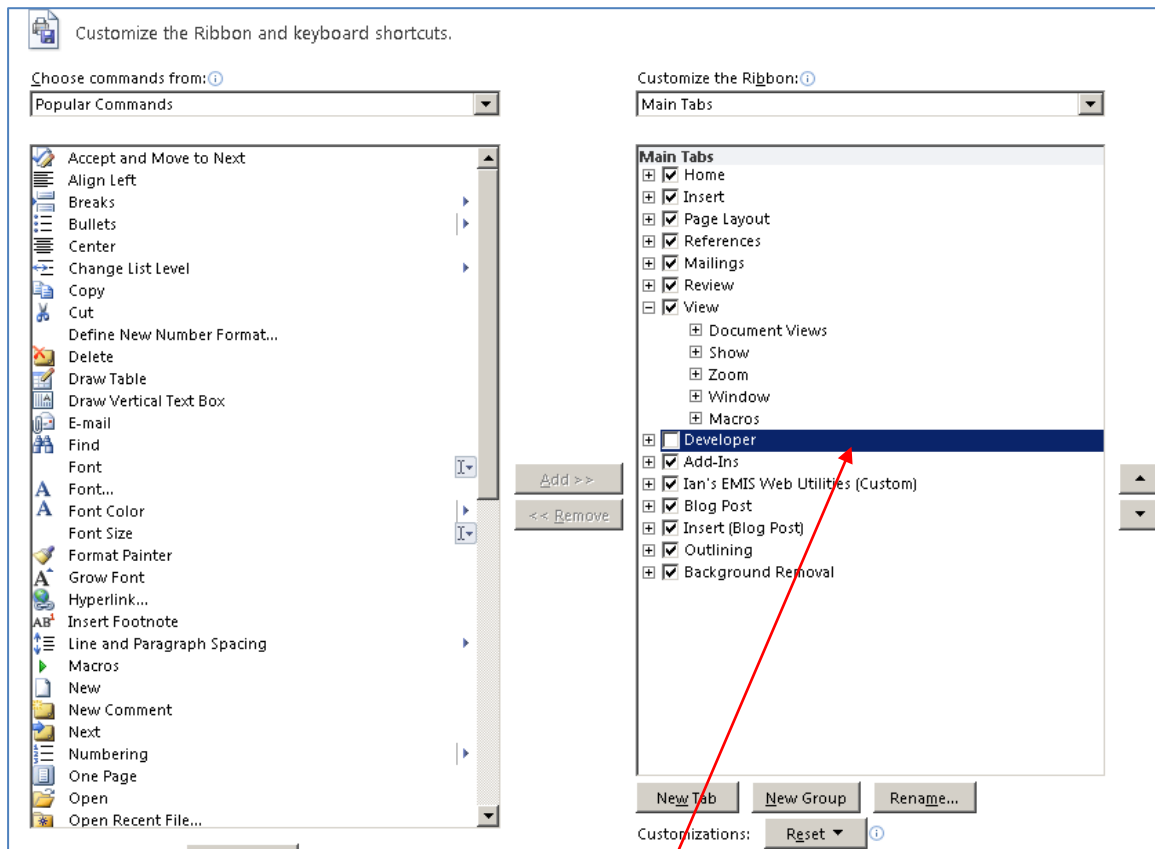 Customize the Ribbon and keyboard shortcuts.
Choose commands from:
Popular Commands
Accept and Move to Next
Align Left
Breaks
Bullets
Center
Change List Level
Copy
Cut
Define New Number Format...
Delete
Draw Table
Draw Vertical Text Box
E-mail
Find
Font
Font...
Font Color
Font Size
Format Painter
Grow Font
Hyperlink...
Insert Footnote
Line and Paragraph Spacing
Macros
New
New Comment
Next
Numbering
One Page
Open
Open Recent File...
Add >>
<< Remove
Customize the Ribbon:
Main Tabs
Main Tabs
Home
Insert
Page Layout
References
Mailings
Review
View
Document Views
Show
Zoom
Window
Macros
Developer
Add-Ins
Ian's EMIS Web Utilities (Custom)
Blog Post
Insert (Blog Post)
Outlining
Background Removal
New Tab
New Group
Rename...
Customizations:
Reset